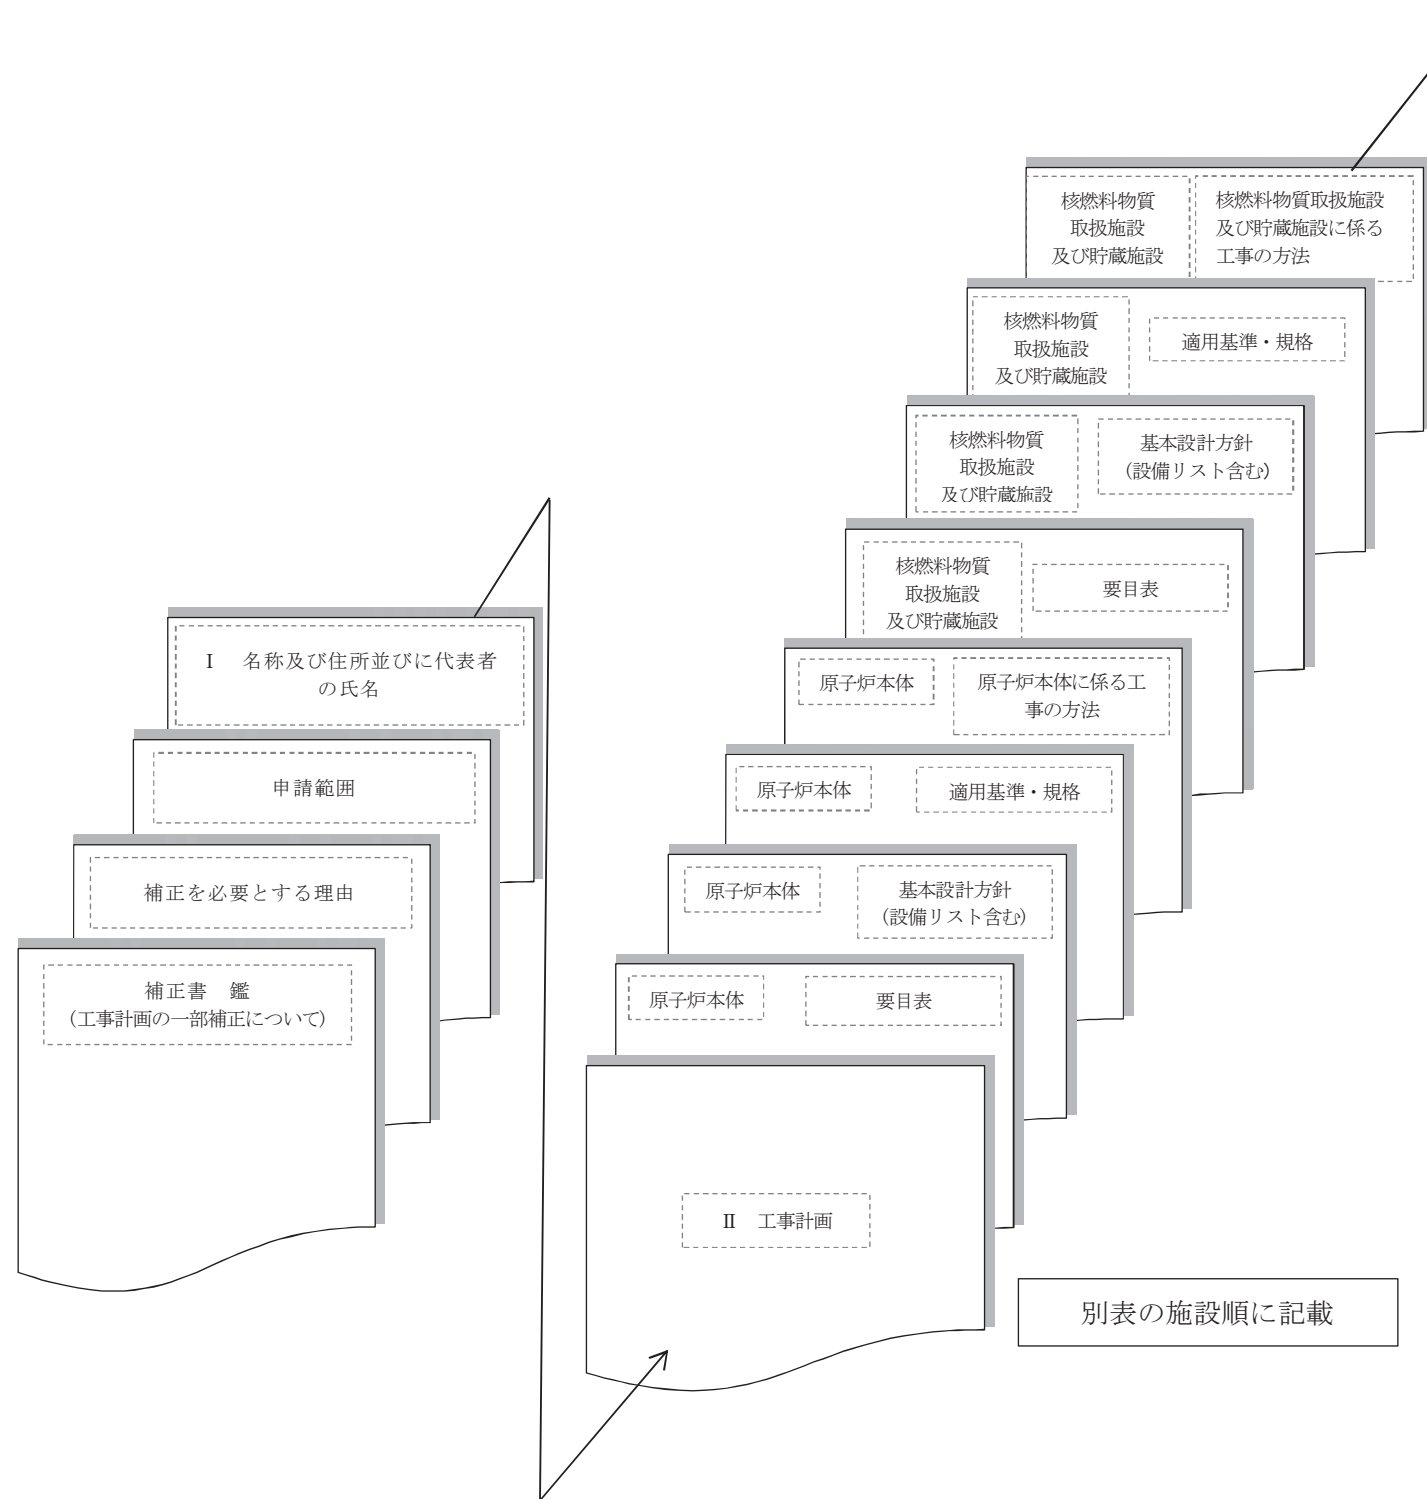 核燃料物質
取扱施設
及び貯蔵施設
核燃料物質取扱施設
及び貯蔵施設に係る
工事の方法
核燃料物質
取扱施設
及び貯蔵施設
適用基準・規格
核燃料物質
取扱施設
及び貯蔵施設
基本設計方針
（設備リスト含む）
核燃料物質
取扱施設
及び貯蔵施設
要目表
原子炉本体
原子炉本体に係る工
事の方法
原子炉本体
適用基準・規格
原子炉本体
基本設計方針
（設備リスト含む）
原子炉本体
要目表
Ⅱ　工事計画
別表の施設順に記載
Ⅰ　名称及び住所並びに代表者
の氏名
申請範囲
補正を必要とする理由
補正書　鑑
（工事計画の一部補正について）